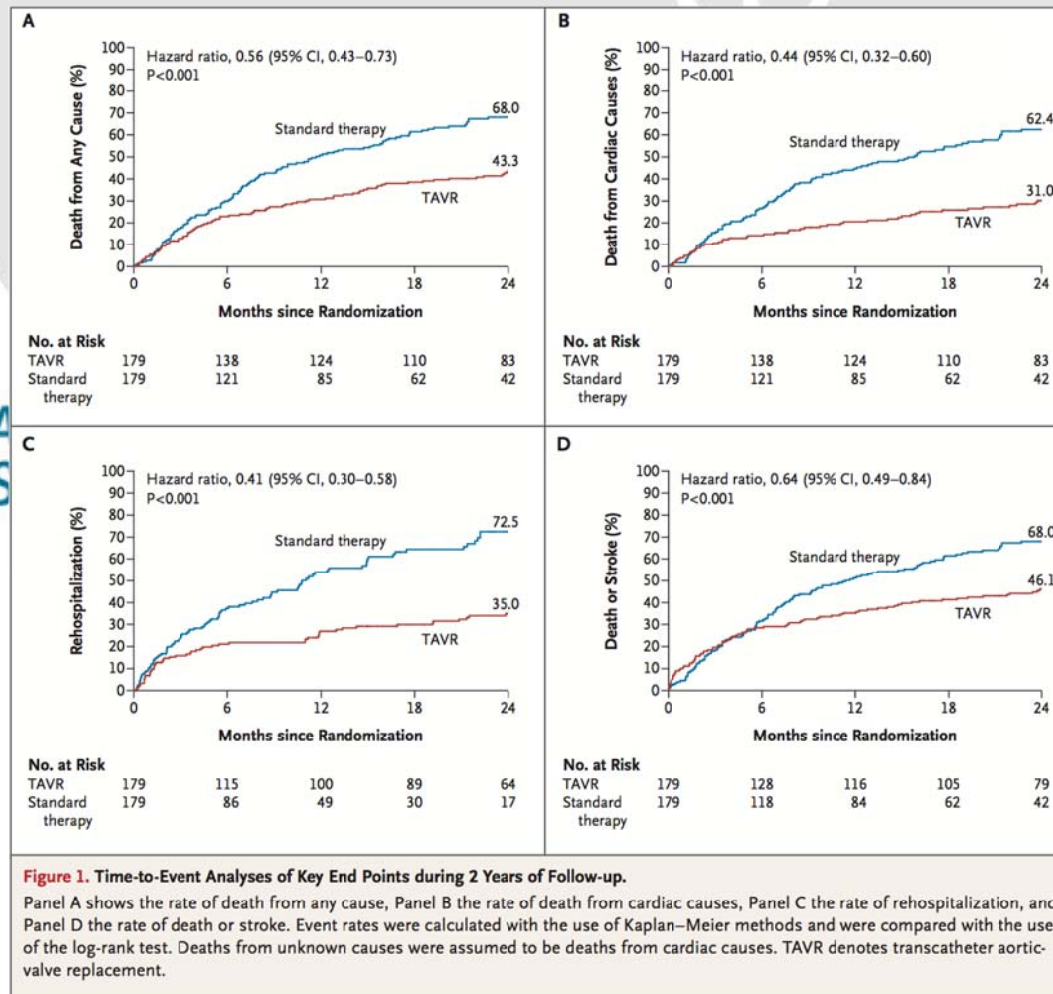 A
Hazard ratio, 0.56 (95% CI, 0.43–0.73)
P<0.001
Death from Any Cause (%)
100
90
80
70
60
50
40
30
20
10
0
Standard therapy
68.0
43.3
TAVR
0 6 12 18 24
Months since Randomization
No. at Risk
TAVR 179 138 124 110 83
Standard 179 121 85 62 42
therapy
B
Hazard ratio, 0.44 (95% CI, 0.32–0.60)
P<0.001
Death from Cardiac Causes (%)
100
90
80
70
60
50
40
30
20
10
0
Standard therapy
62.4
31.0
TAVR
0 6 12 18 24
Months since Randomization
No. at Risk
TAVR 179 138 124 110 83
Standard 179 121 85 62 42
therapy
C
Hazard ratio, 0.41 (95% CI, 0.30–0.58)
P<0.001
Rehospitalization (%)
100
90
80
70
60
50
40
30
20
10
0
Standard therapy
72.5
35.0
TAVR
0 6 12 18 24
Months since Randomization
No. at Risk
TAVR 179 115 100 89 64
Standard 179 86 49 30 17
therapy
D
Hazard ratio, 0.64 (95% CI, 0.49–0.84)
P<0.001
Death or Stroke (%)
100
90
80
70
60
50
40
30
20
10
0
Standard therapy
68.0
46.1
TAVR
0 6 12 18 24
Months since Randomization
No. at Risk
TAVR 179 128 116 105 79
Standard 179 118 84 62 42
therapy
Figure 1. Time-to-Event Analyses of Key End Points during 2 Years of Follow-up.
Panel A shows the rate of death from any cause, Panel B the rate of death from cardiac causes, Panel C the rate of rehospitalization, and
Panel D the rate of death or stroke. Event rates were calculated with the use of Kaplan–Meier methods and were compared with the use
of the log-rank test. Deaths from unknown causes were assumed to be deaths from cardiac causes. TAVR denotes transcatheter aortic-
valve replacement.